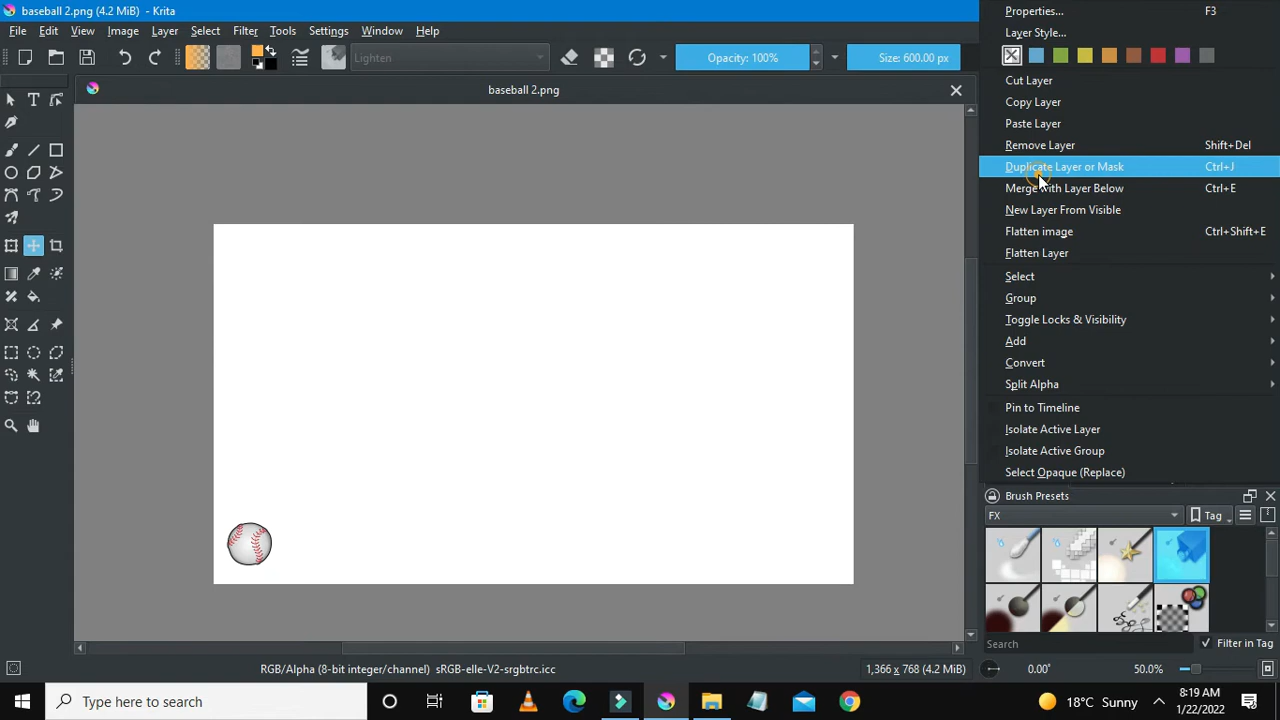 baseball 2.png (4.2 MiB) - Krita
File Edit View Image Layer Select Filter Tools Settings Window Help
Lighten
Opacity: 100%
Size: 600.00 px
baseball 2.png
Properties... F3
Layer Style...
Cut Layer
Copy Layer
Paste Layer
Remove Layer Shift+Del
Duplicate Layer or Mask Ctrl+J
Merge with Layer Below Ctrl+E
New Layer From Visible
Flatten image Ctrl+Shift+E
Flatten Layer
Select
Group
Toggle Locks & Visibility
Add
Convert
Split Alpha
Pin to Timeline
Isolate Active Layer
Isolate Active Group
Select Opaque (Replace)
Brush Presets
FX
Tag
Search
Filter in Tag
RGB/Alpha (8-bit integer/channel) sRGB-elle-V2-srgbtrc.icc
1,366 x 768 (4.2 MiB)
0.00°
50.0%
Type here to search
18°C Sunny
8:19 AM
1/22/2022